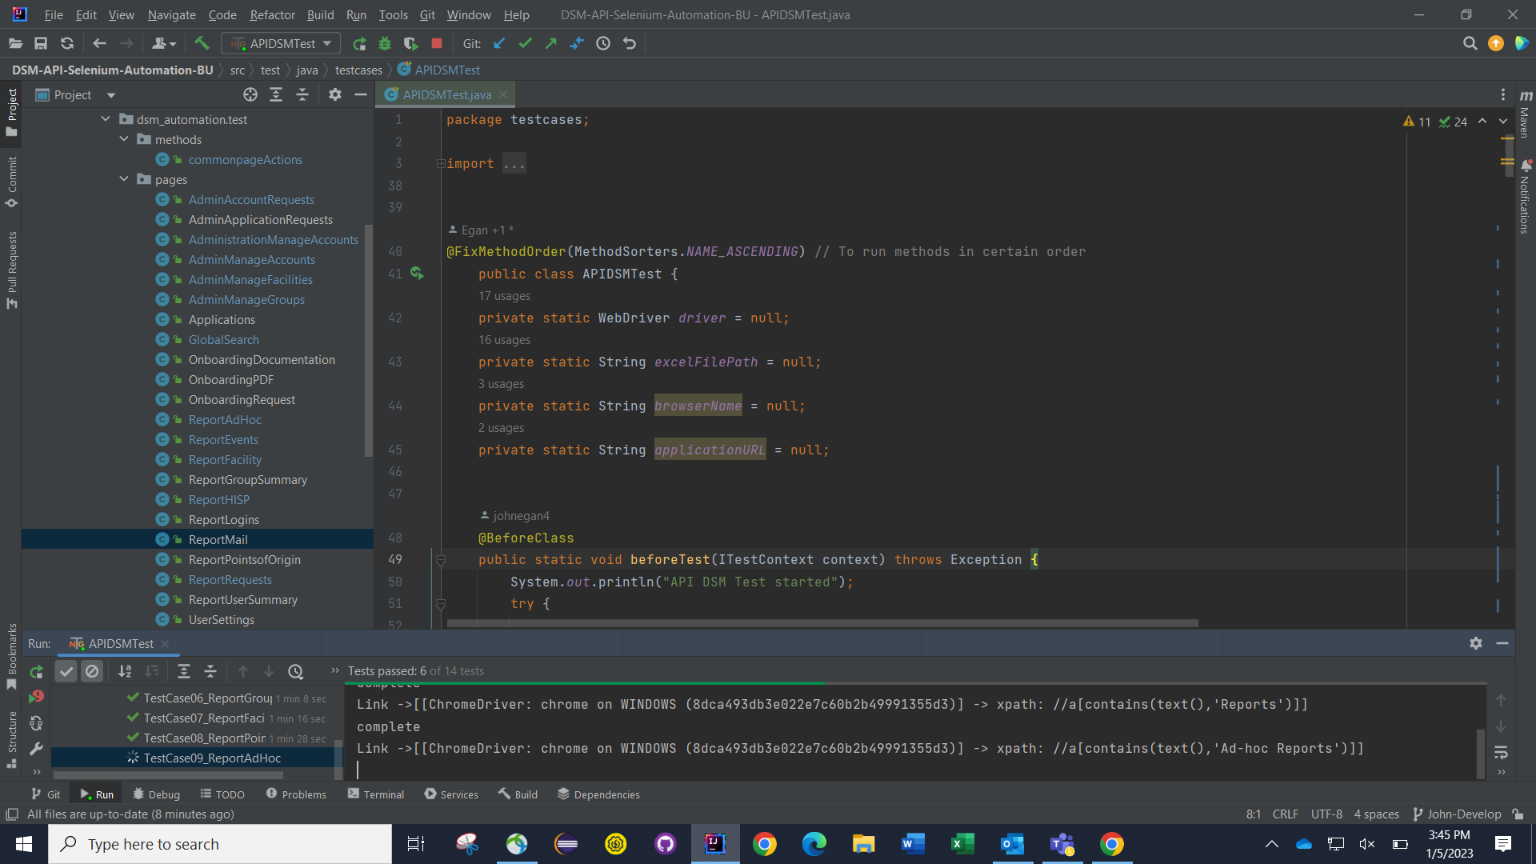 File Edit View Navigate Code Refactor Build Run Tools Git Window Help DSM-API-Selenium-Automation-BU - APIDSMTest.java
APIDSMTest Git:
DSM-API-Selenium-Automation-BU src test java testcases APIDSMTest
Project
APIDSMTest.java
Project
Commit
Pull Requests
Bookmarks
Structure
dsm_automation.test
methods
commonpageActions
pages
AdminAccountRequests
AdminApplicationRequests
AdministrationManageAccounts
AdminManageAccounts
AdminManageFacilities
AdminManageGroups
Applications
GlobalSearch
OnboardingDocumentation
OnboardingPDF
OnboardingRequest
ReportAdHoc
ReportEvents
ReportFacility
ReportGroupSummary
ReportHISP
ReportLogins
ReportMail
ReportPointsofOrigin
ReportRequests
ReportUserSummary
UserSettings
1 package testcases;
2
3 import ...
38
39
Egan +1 *
40 @FixMethodOrder(MethodSorters.NAME_ASCENDING) // To run methods in certain order
41 public class APIDSMTest {
17 usages
42 private static WebDriver driver = null;
16 usages
43 private static String excelFilePath = null;
3 usages
44 private static String browserName = null;
2 usages
45 private static String applicationURL = null;
46
47
johnegan4
48 @BeforeClass
49 public static void beforeTest(ITestContext context) throws Exception {
50 System.out.println("API DSM Test started");
51 try {
52
11 24
Maven
Notifications
Run: APIDSMTest
Tests passed: 6 of 14 tests
TestCase06_ReportGrou 1 min 8 sec
TestCase07_ReportFaci 1 min 16 sec
TestCase08_ReportPoin 1 min 28 sec
TestCase09_ReportAdHoc
complete
Link ->[[ChromeDriver: chrome on WINDOWS (8dca493db3e022e7c60b2b49991355d3)] -> xpath: //a[contains(text(),'Reports')]]
complete
Link ->[[ChromeDriver: chrome on WINDOWS (8dca493db3e022e7c60b2b49991355d3)] -> xpath: //a[contains(text(),'Ad-hoc Reports')]]
Git Run Debug TODO Problems Terminal Services Build Dependencies
All files are up-to-date (8 minutes ago) 8:1 CRLF UTF-8 4 spaces John-Develop
Type here to search
3:45 PM
1/5/2023